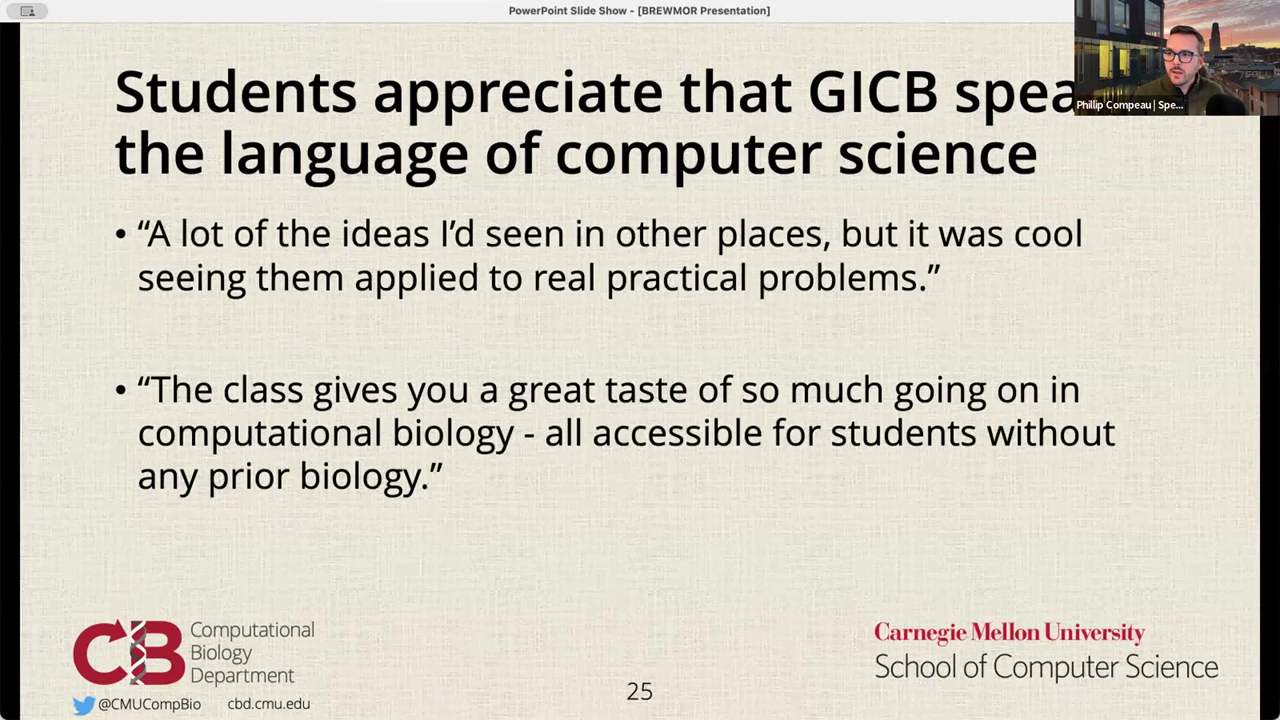 PowerPoint Slide Show - [BREWMOR Presentation]
Phillip Compeau | Spe...
Students appreciate that GICB spea
the language of computer science
• “A lot of the ideas I’d seen in other places, but it was cool
seeing them applied to real practical problems.”
• “The class gives you a great taste of so much going on in
computational biology - all accessible for students without
any prior biology.”
CB
Computational
Biology
Department
@CMUCompBio cbd.cmu.edu
25
Carnegie Mellon University
School of Computer Science